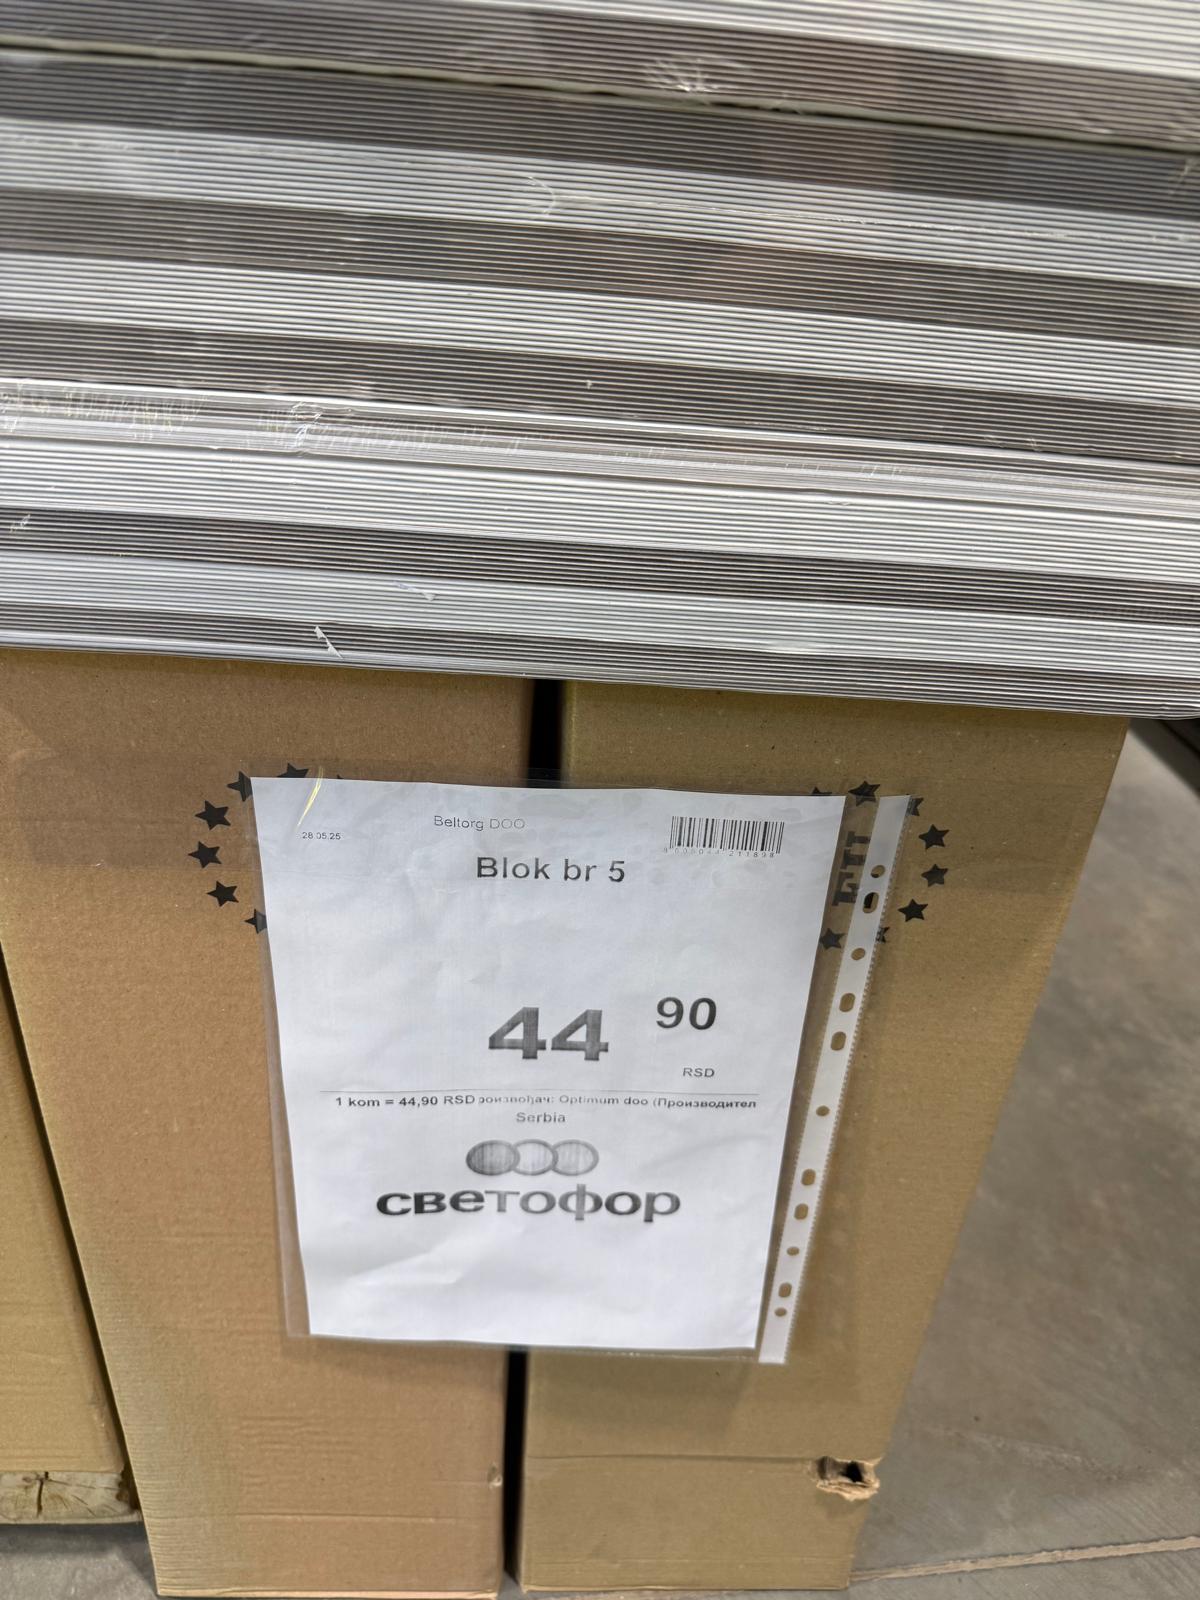 Beltorg DOO
28.05.25
Blok br 5
44 90
RSD
1 kom = 44,90 RSD роизвођач: Optimum doo (Производител
Serbia
светофор